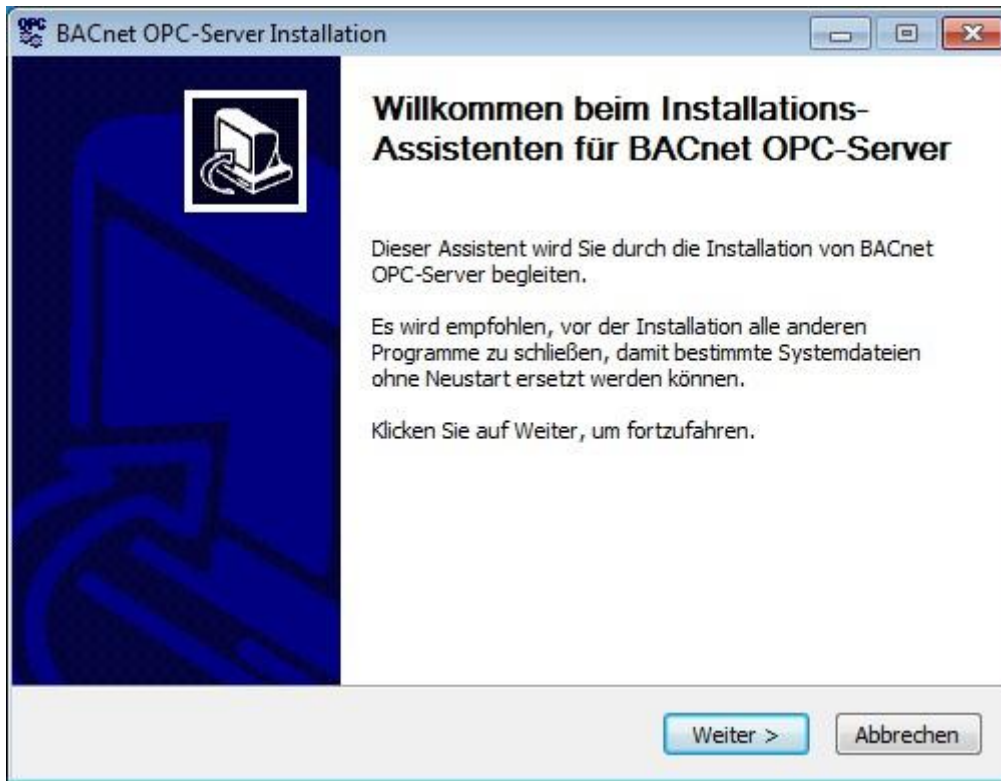 OPC
BACnet OPC-Server Installation
Willkommen beim Installations-
Assistenten für BACnet OPC-Server
Dieser Assistent wird Sie durch die Installation von BACnet
OPC-Server begleiten.
Es wird empfohlen, vor der Installation alle anderen
Programme zu schließen, damit bestimmte Systemdateien
ohne Neustart ersetzt werden können.
Klicken Sie auf Weiter, um fortzufahren.
Weiter >
Abbrechen